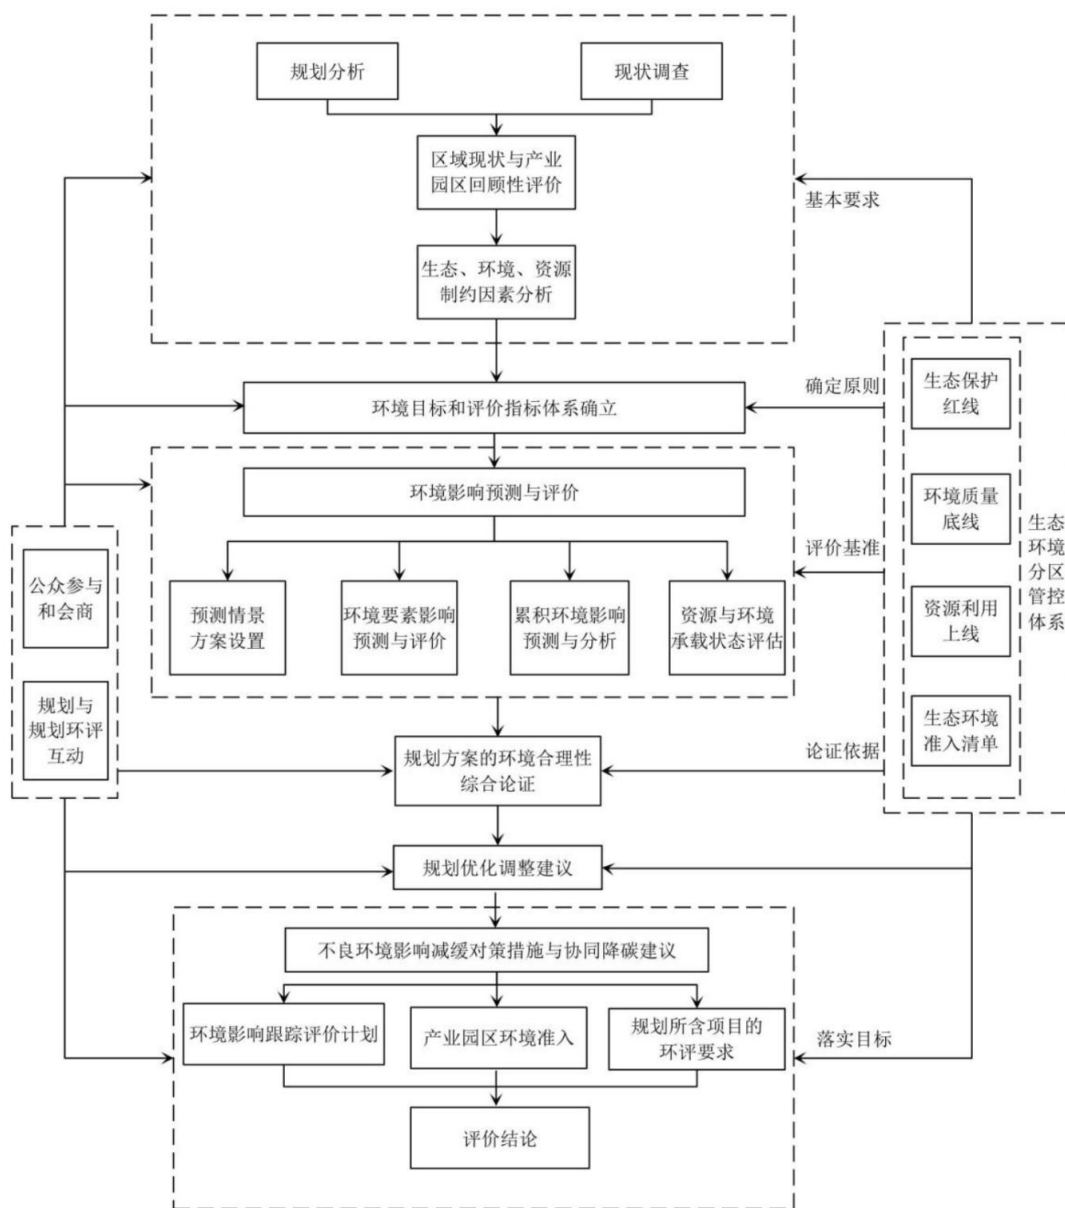 规划分析
现状调查
区域现状与产业
园区回顾性评价
基本要求
生态、环境、资源
制约因素分析
环境目标和评价指标体系确立
确定原则
生态保护
红线
环境影响预测与评价
环境质量
底线
评价基准
预测情景
方案设置
环境要素影响
预测与评价
累积环境影响
预测与分析
资源与环境
承载状态评估
资源利用
上线
生态环境
准入清单
生态
环境
分区
管控
体系
公众参与
和会商
规划与
规划环评
互动
规划方案的环境合理性
综合论证
论证依据
规划优化调整建议
不良环境影响减缓对策措施与协同降碳建议
环境影响跟踪评价计划
产业园区环境准入
规划所含项目的
环评要求
落实目标
评价结论